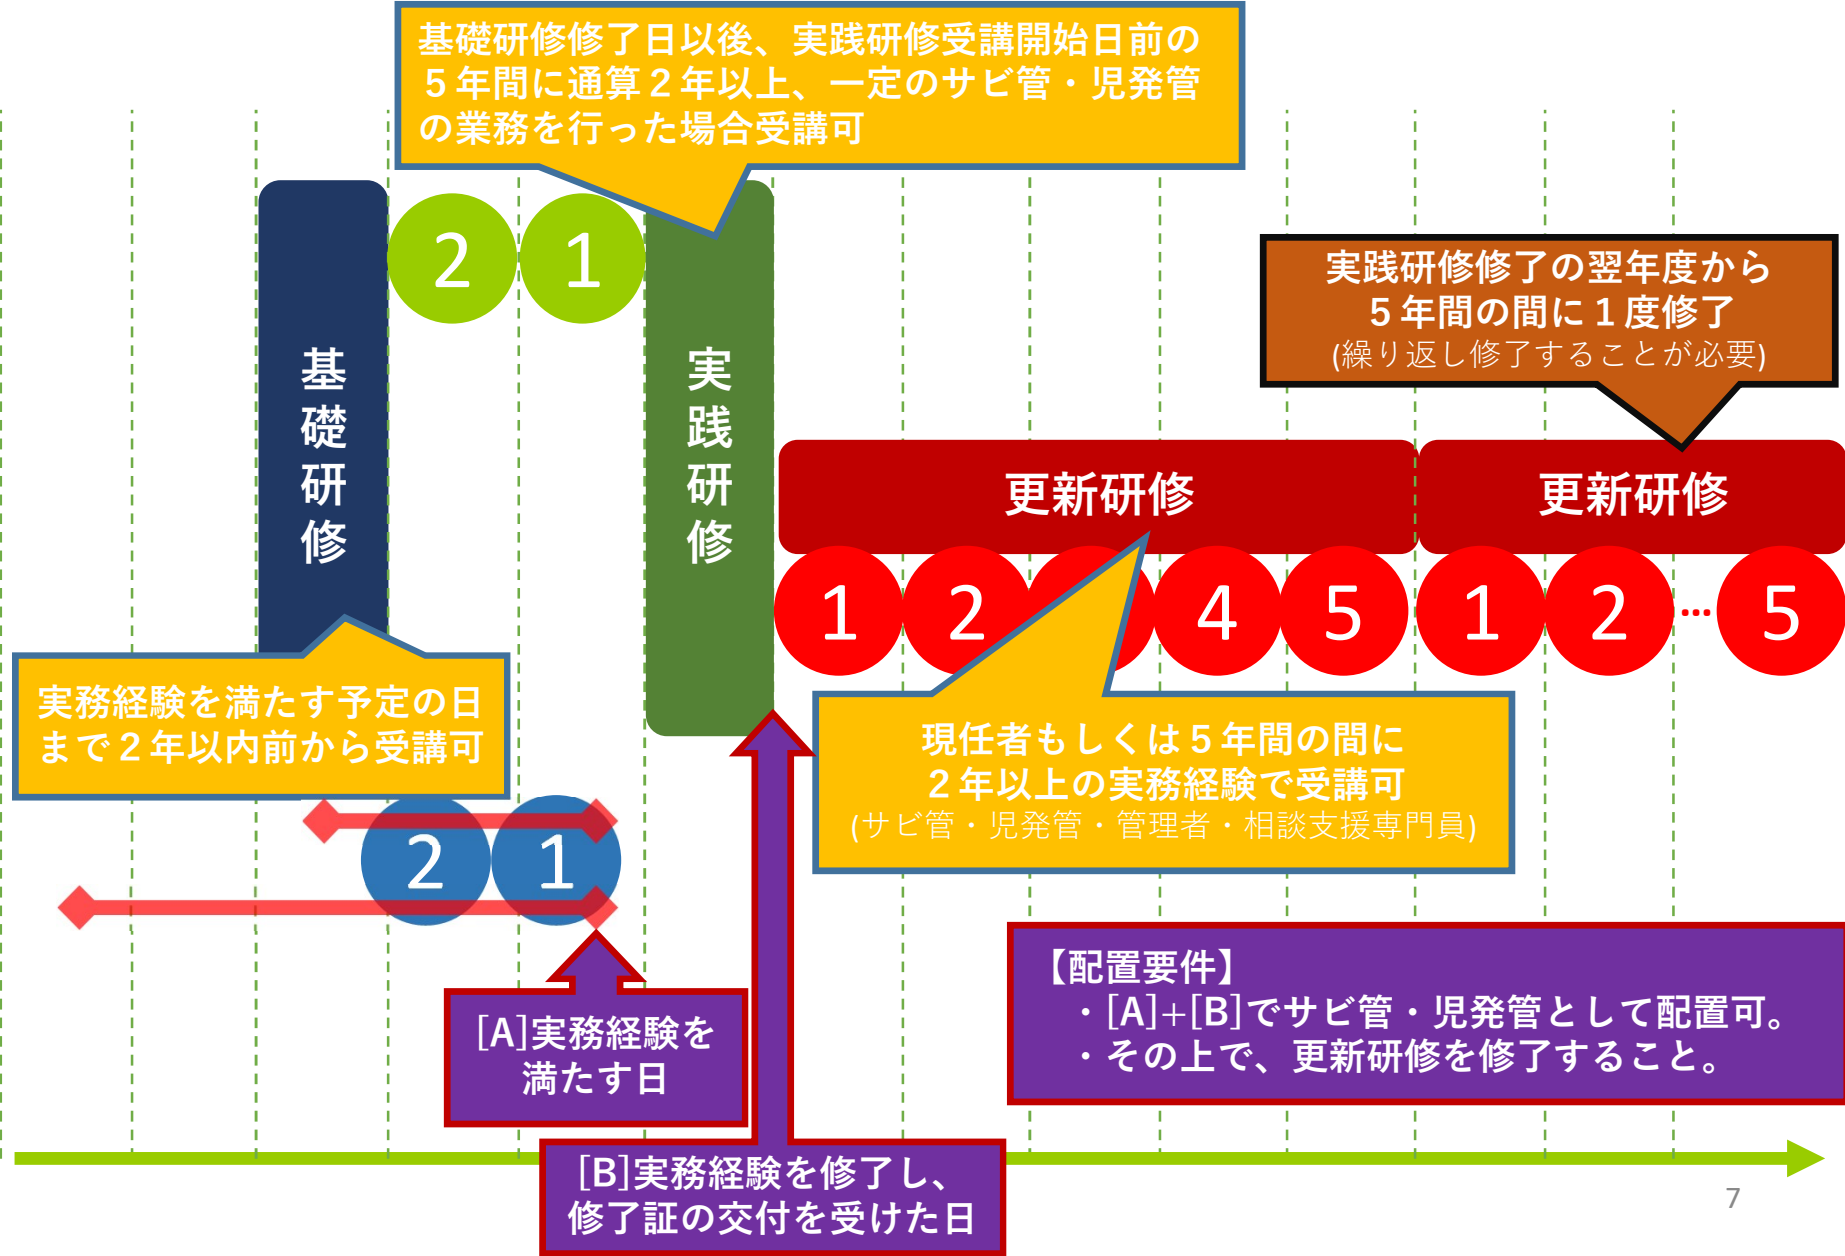 基礎研修修了日以後、実践研修受講開始日前の
５年間に通算２年以上、一定のサビ管・児発管
の業務を行った場合受講可
2
1
基礎研修
実践研修
実践研修修了の翌年度から
５年間の間に１度修了
(繰り返し修了することが必要)
更新研修
更新研修
1
2
4
5
1
2
…
5
実務経験を満たす予定の日
まで２年以内前から受講可
現任者もしくは５年間の間に
２年以上の実務経験で受講可
(サビ管・児発管・管理者・相談支援専門員)
2
1
【配置要件】
・[A]+[B]でサビ管・児発管として配置可。
・その上で、更新研修を修了すること。
[A]実務経験を
満たす日
[B]実務経験を修了し、
修了証の交付を受けた日
7